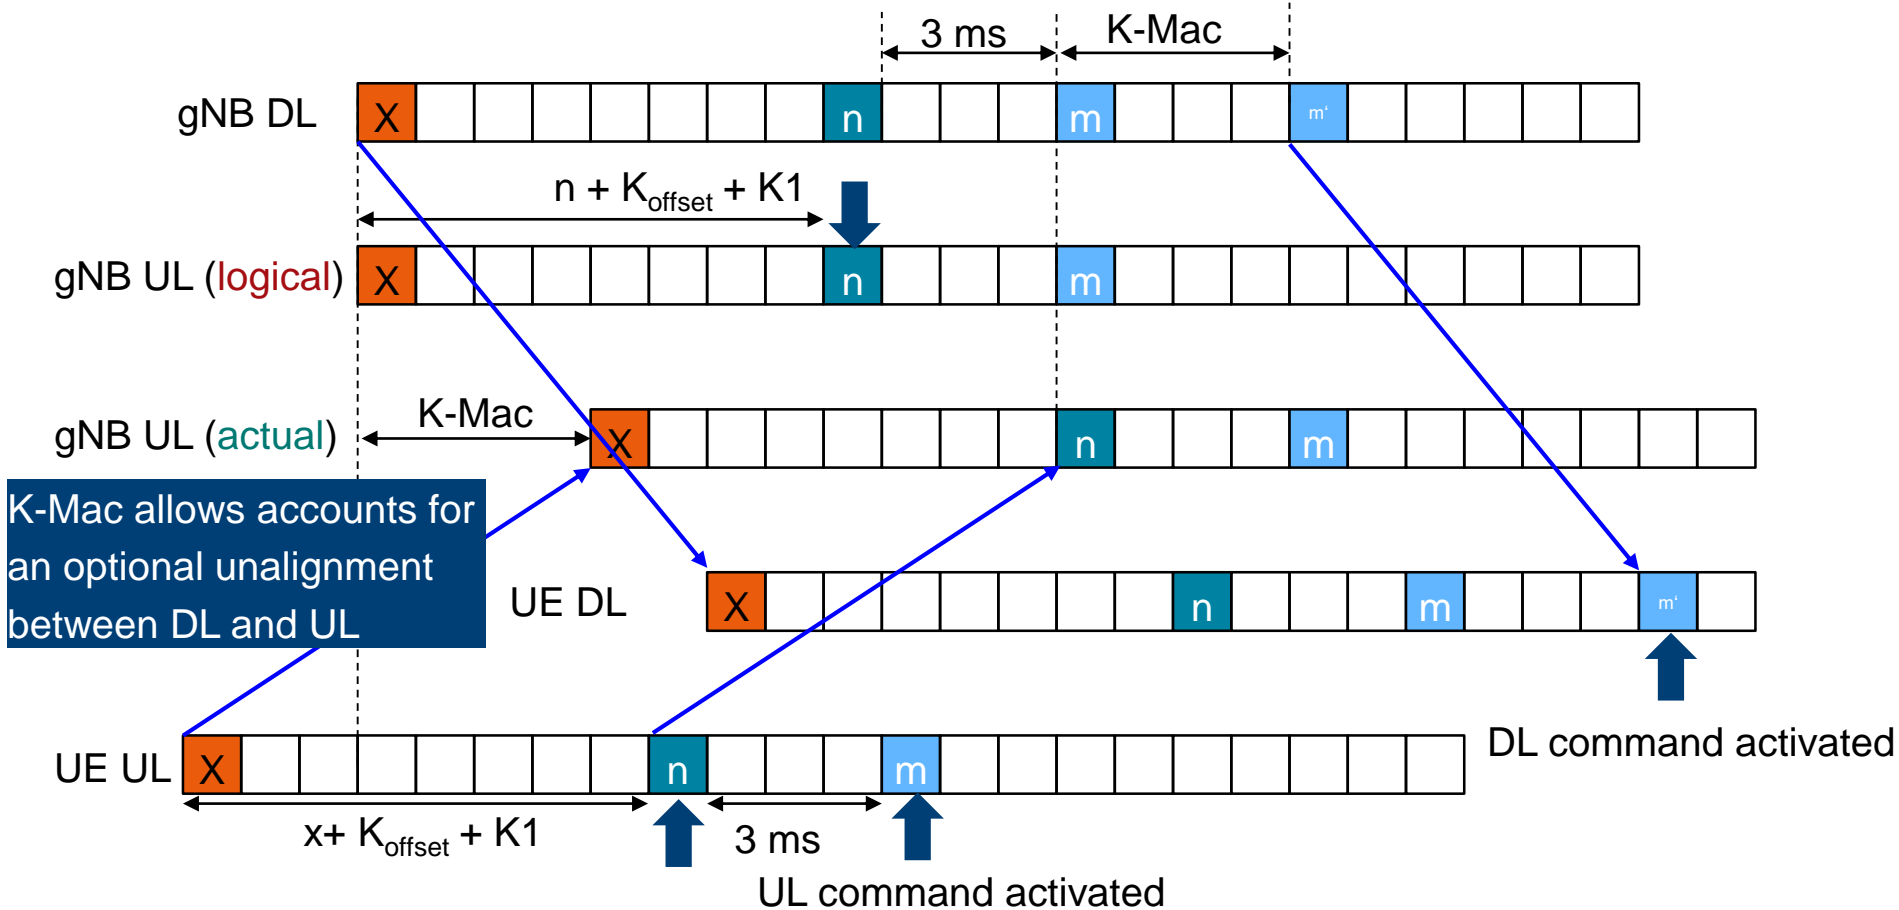 3 ms
K-Mac
gNB DL
X
n
m
m'
n + Koffset + K1
gNB UL (logical)
X
n
m
K-Mac
gNB UL (actual)
X
n
m
K-Mac allows accounts for
an optional unalignment
between DL and UL
UE DL
X
n
m
m'
DL command activated
UE UL
X
n
m
x+ Koffset + K1
3 ms
UL command activated